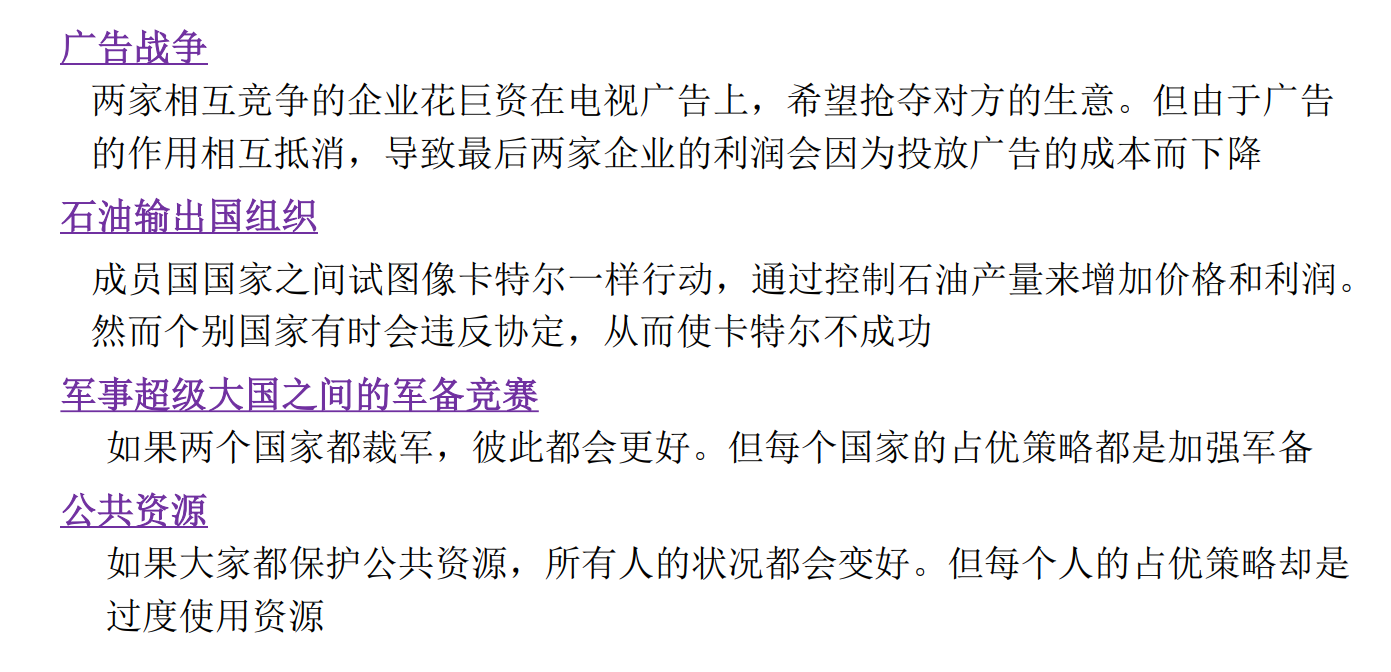 广告战争
两家相互竞争的企业花巨资在电视广告上，希望抢夺对方的生意。但由于广告
的作用相互抵消，导致最后两家企业的利润会因为投放广告的成本而下降
石油输出国组织
成员国国家之间试图像卡特尔一样行动，通过控制石油产量来增加价格和利润。
然而个别国家有时会违反协定，从而使卡特尔不成功
军事超级大国之间的军备竞赛
如果两个国家都裁军，彼此都会更好。但每个国家的占优策略都是加强军备
公共资源
如果大家都保护公共资源，所有人的状况都会变好。但每个人的占优策略却是
过度使用资源